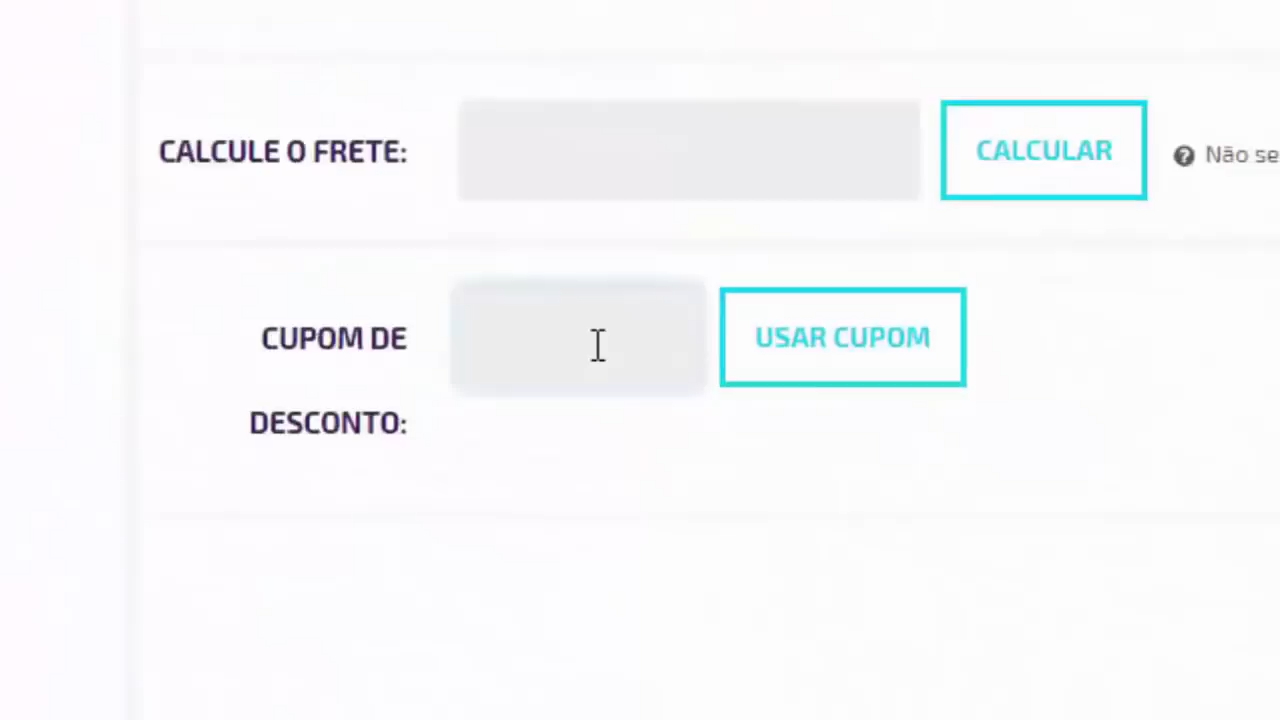 CALCULE O FRETE:
CALCULAR
Não se
CUPOM DE
USAR CUPOM
DESCONTO: